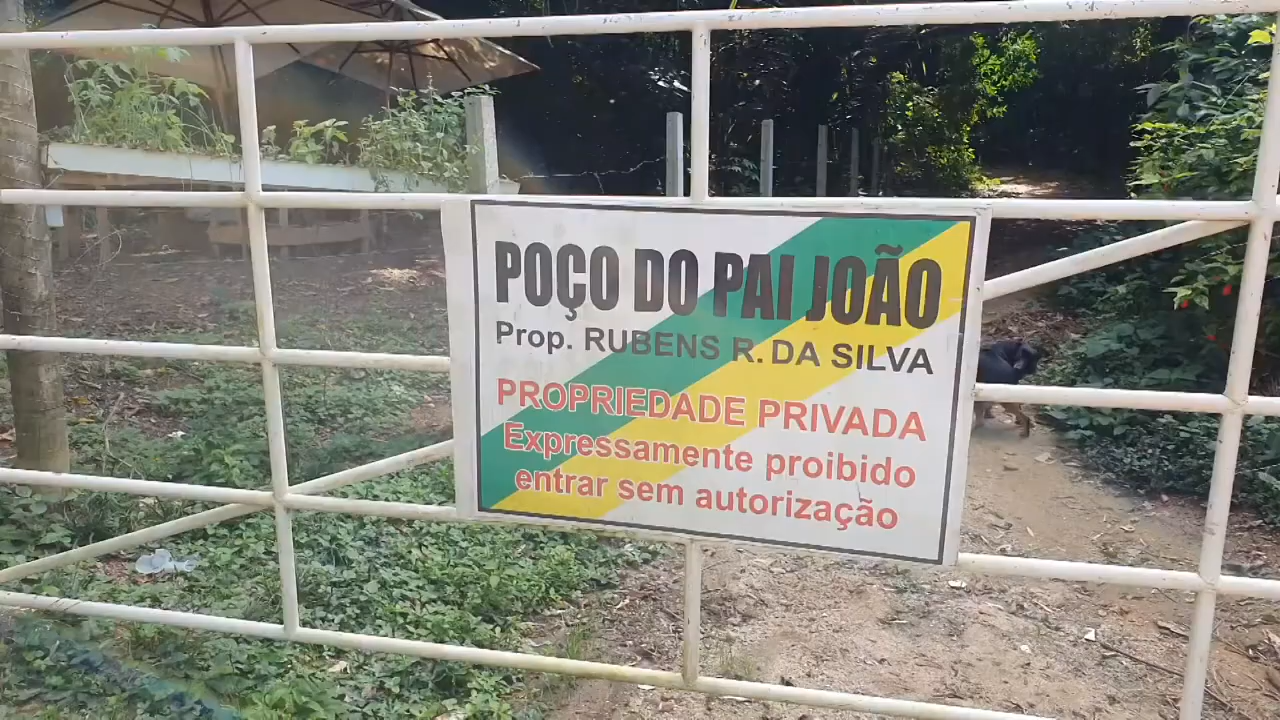 POÇO DO PAI JOÃO
Prop. RUBENS R. DA SILVA
PROPRIEDADE PRIVADA
Expressamente proibido
entrar sem autorização